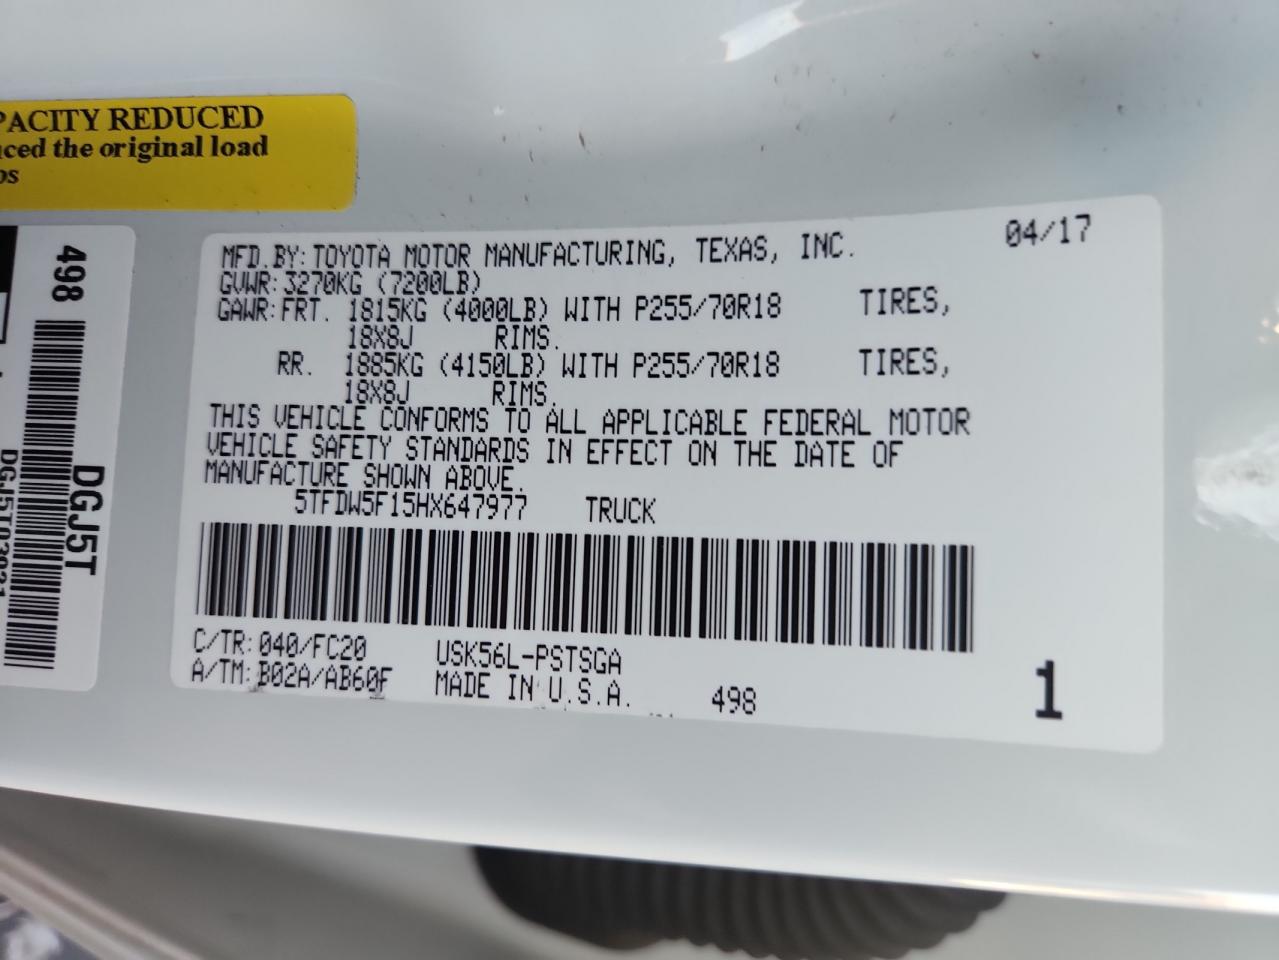 PACITY REDUCED
ced the original load
os
498
DGJ5T
04/17
MFD.BY:TOYOTA MOTOR MANUFACTURING, TEXAS, INC.
GVWR:3270KG (7200LB)
GAWR:FRT. 1815KG (4000LB) WITH P255/70R18 TIRES,
18X8J RIMS.
RR. 1885KG (4150LB) WITH P255/70R18 TIRES,
18X8J RIMS.
THIS VEHICLE CONFORMS TO ALL APPLICABLE FEDERAL MOTOR
VEHICLE SAFETY STANDARDS IN EFFECT ON THE DATE OF
MANUFACTURE SHOWN ABOVE.
5TFDW5F15HX647977 TRUCK
C/TR:040/FC20 USK56L-PSTSGA
A/TM:B02A/AB60F MADE IN U.S.A. 498
1